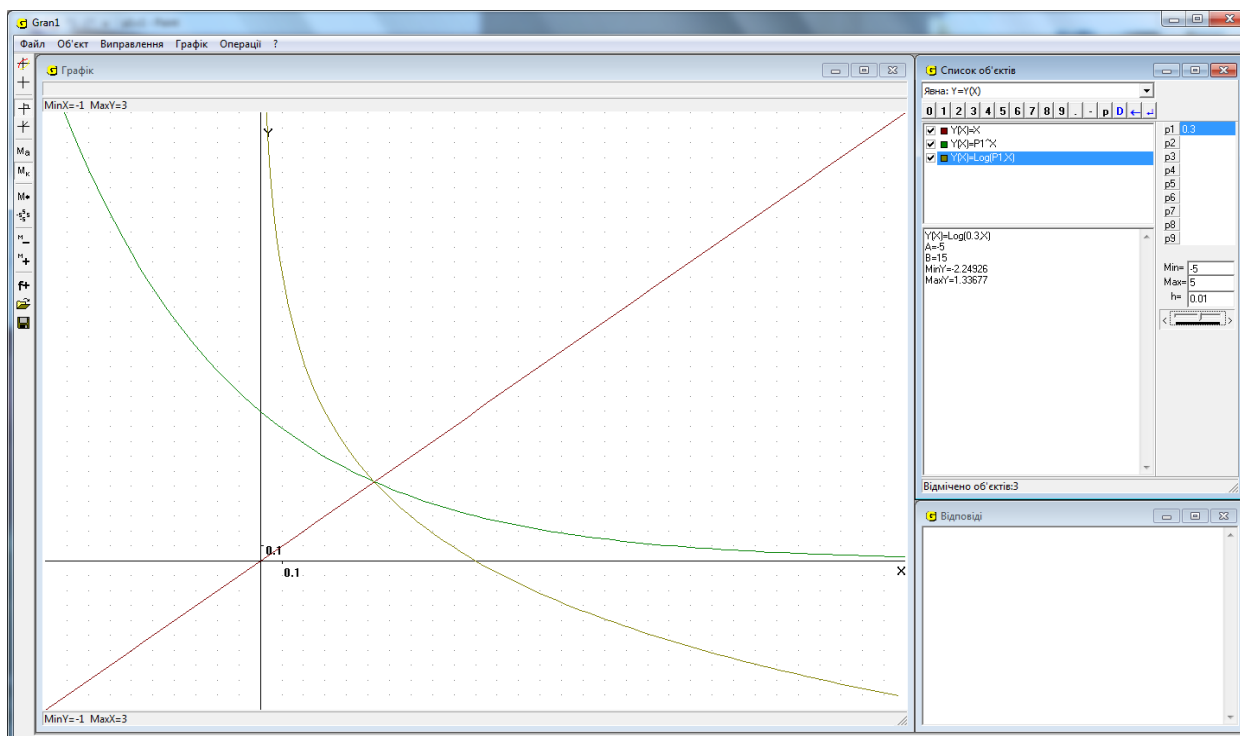 Gran1
Файл Об'єкт Виправлення Графік Операції ?
Графік
MinX=-1 MaxY=3
Y
0.1
0.1
X
MinY=-1 MaxX=3
Ma
Mк
M
M
f+
Список об'єктів
Явна: Y=Y(X)
0 1 2 3 4 5 6 7 8 9 . - p D
Y(X)=X
Y(X)=P1^X
Y(X)=Log(P1,X)
p1 0.3
p2
p3
p4
p5
p6
p7
p8
p9
Y(X)=Log(0.3,X)
A=-5
B=15
MinY=-2.24926
MaxY=1.33677
Min= -5
Max= 5
h= 0.01
Відмічено об'єктів:3
Відповіді